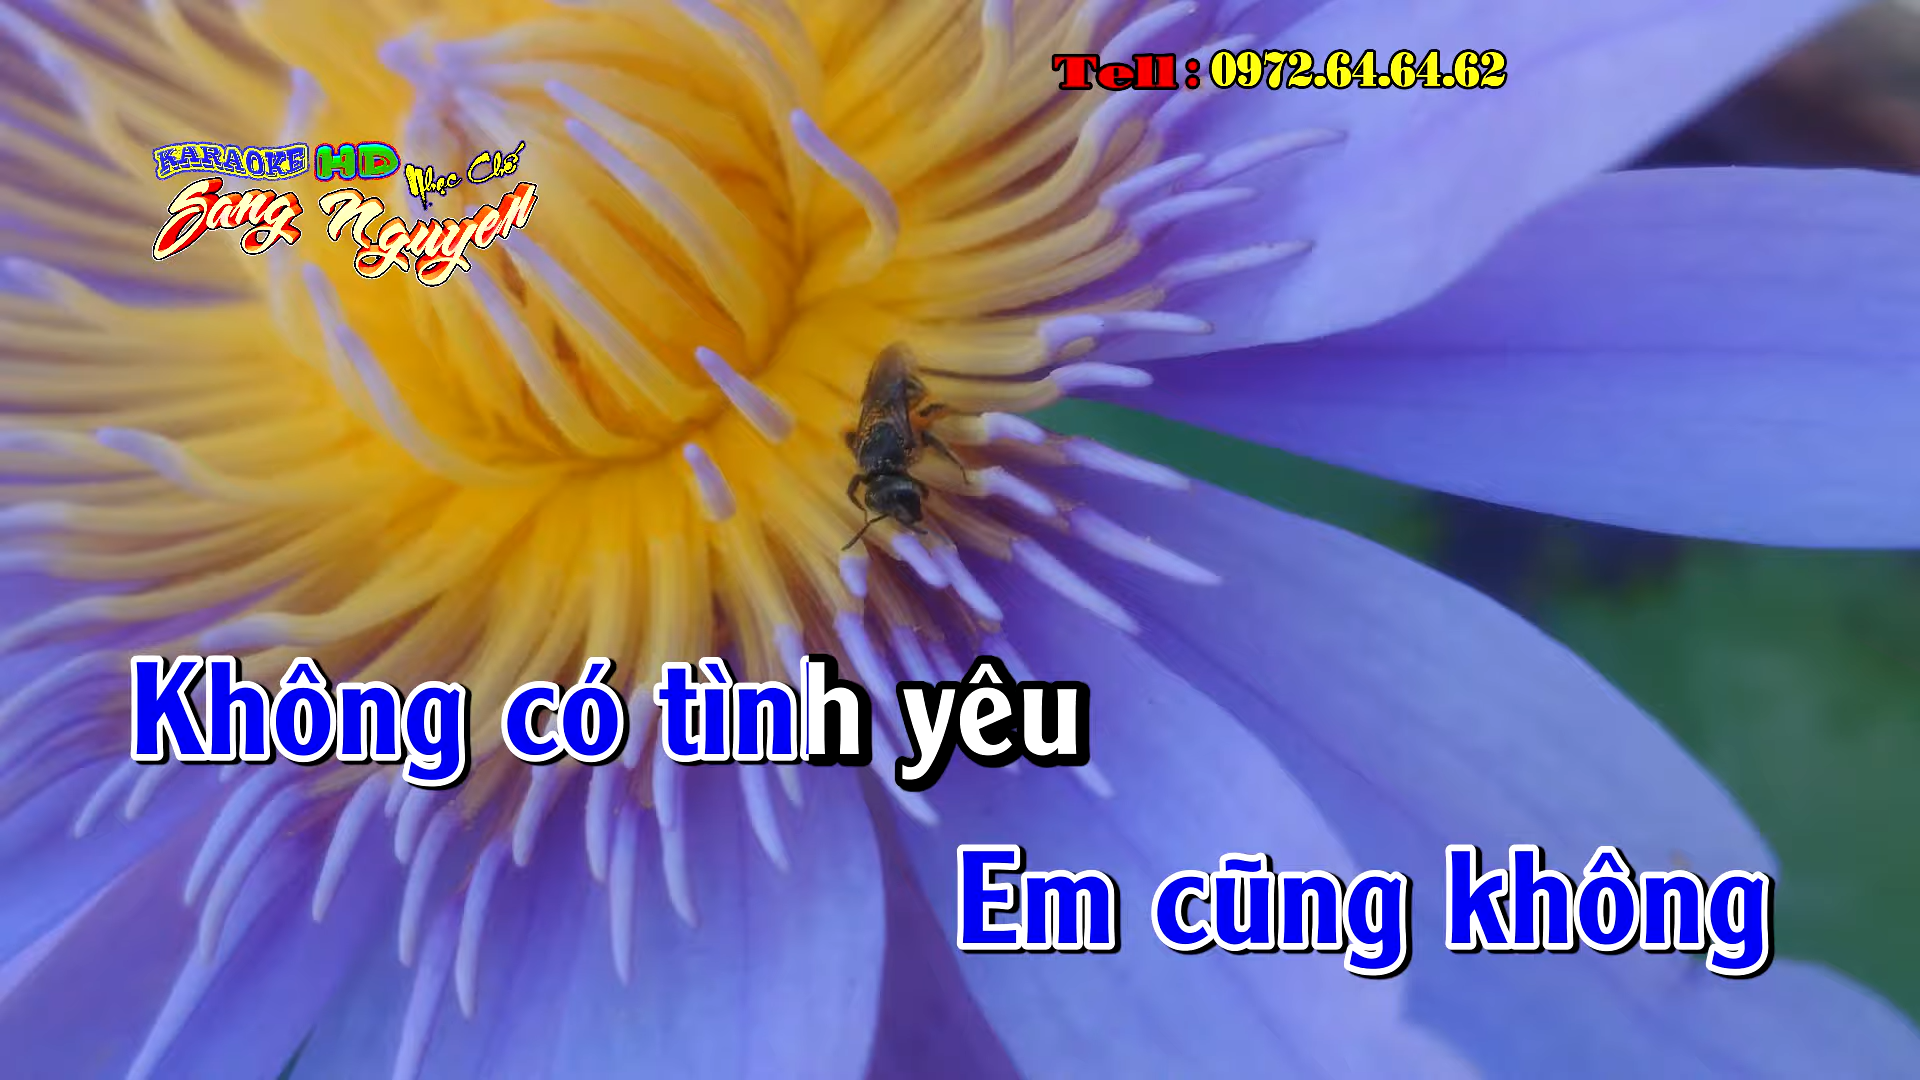 Tell : 0972.64.64.62
KARAOKE HD Nhạc Chế
Sang Nguyen
Không có tình yêu
Em cũng không